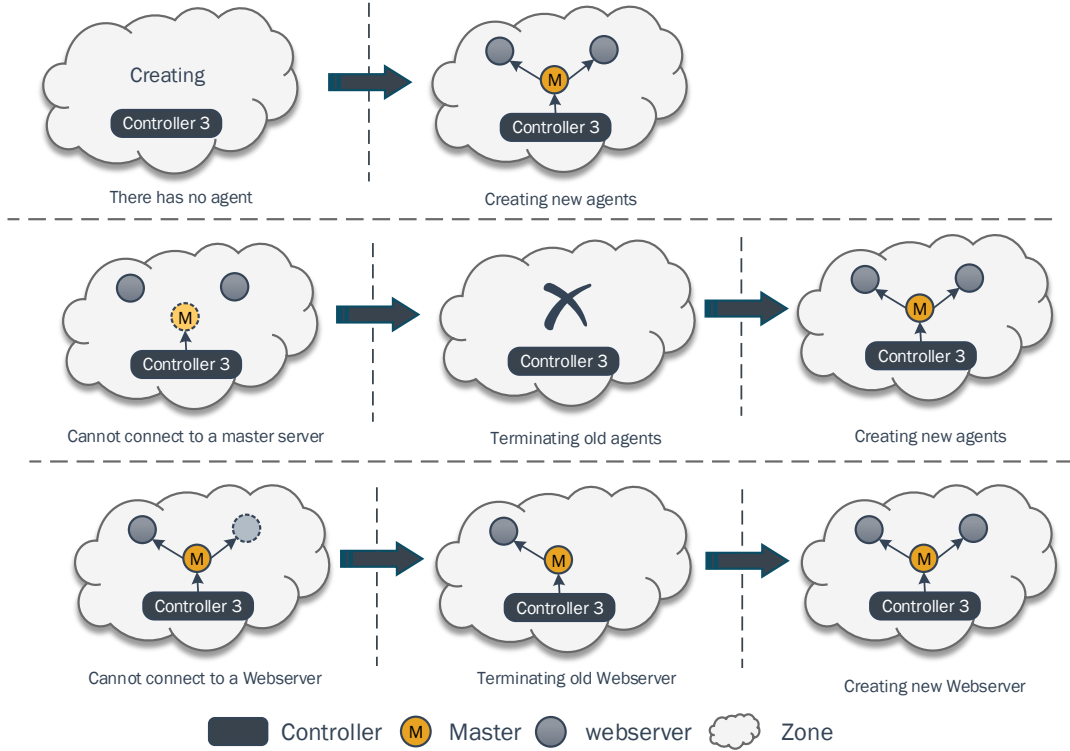 Creating
Controller 3
There has no agent
M
Controller 3
Creating new agents
M
Controller 3
Cannot connect to a master server
Controller 3
Terminating old agents
M
Controller 3
Creating new agents
M
Controller 3
Cannot connect to a Webserver
M
Controller 3
Terminating old Webserver
M
Controller 3
Creating new Webserver
Controller M Master webserver Zone